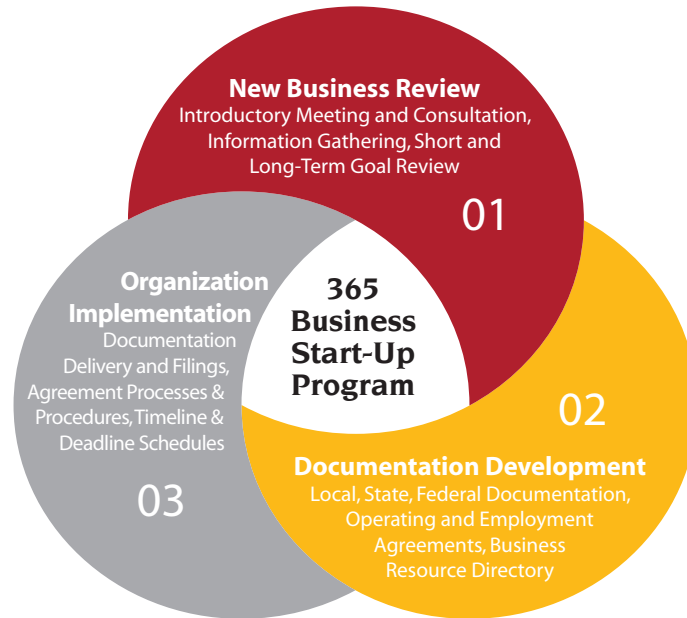 New Business Review
Introductory Meeting and Consultation,
Information Gathering, Short and
Long-Term Goal Review
01
365
Business
Start-Up
Program
02
Documentation Development
Local, State, Federal Documentation,
Operating and Employment
Agreements, Business
Resource Directory
Organization
Implementation
Documentation
Delivery and Filings,
Agreement Processes &
Procedures, Timeline &
Deadline Schedules
03